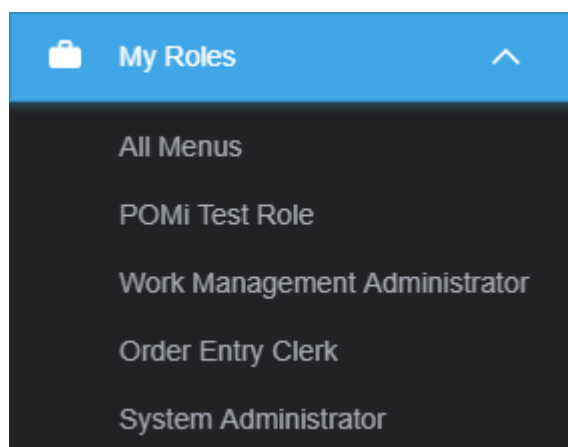 My Roles
All Menus
POMi Test Role
Work Management Administrator
Order Entry Clerk
System Administrator